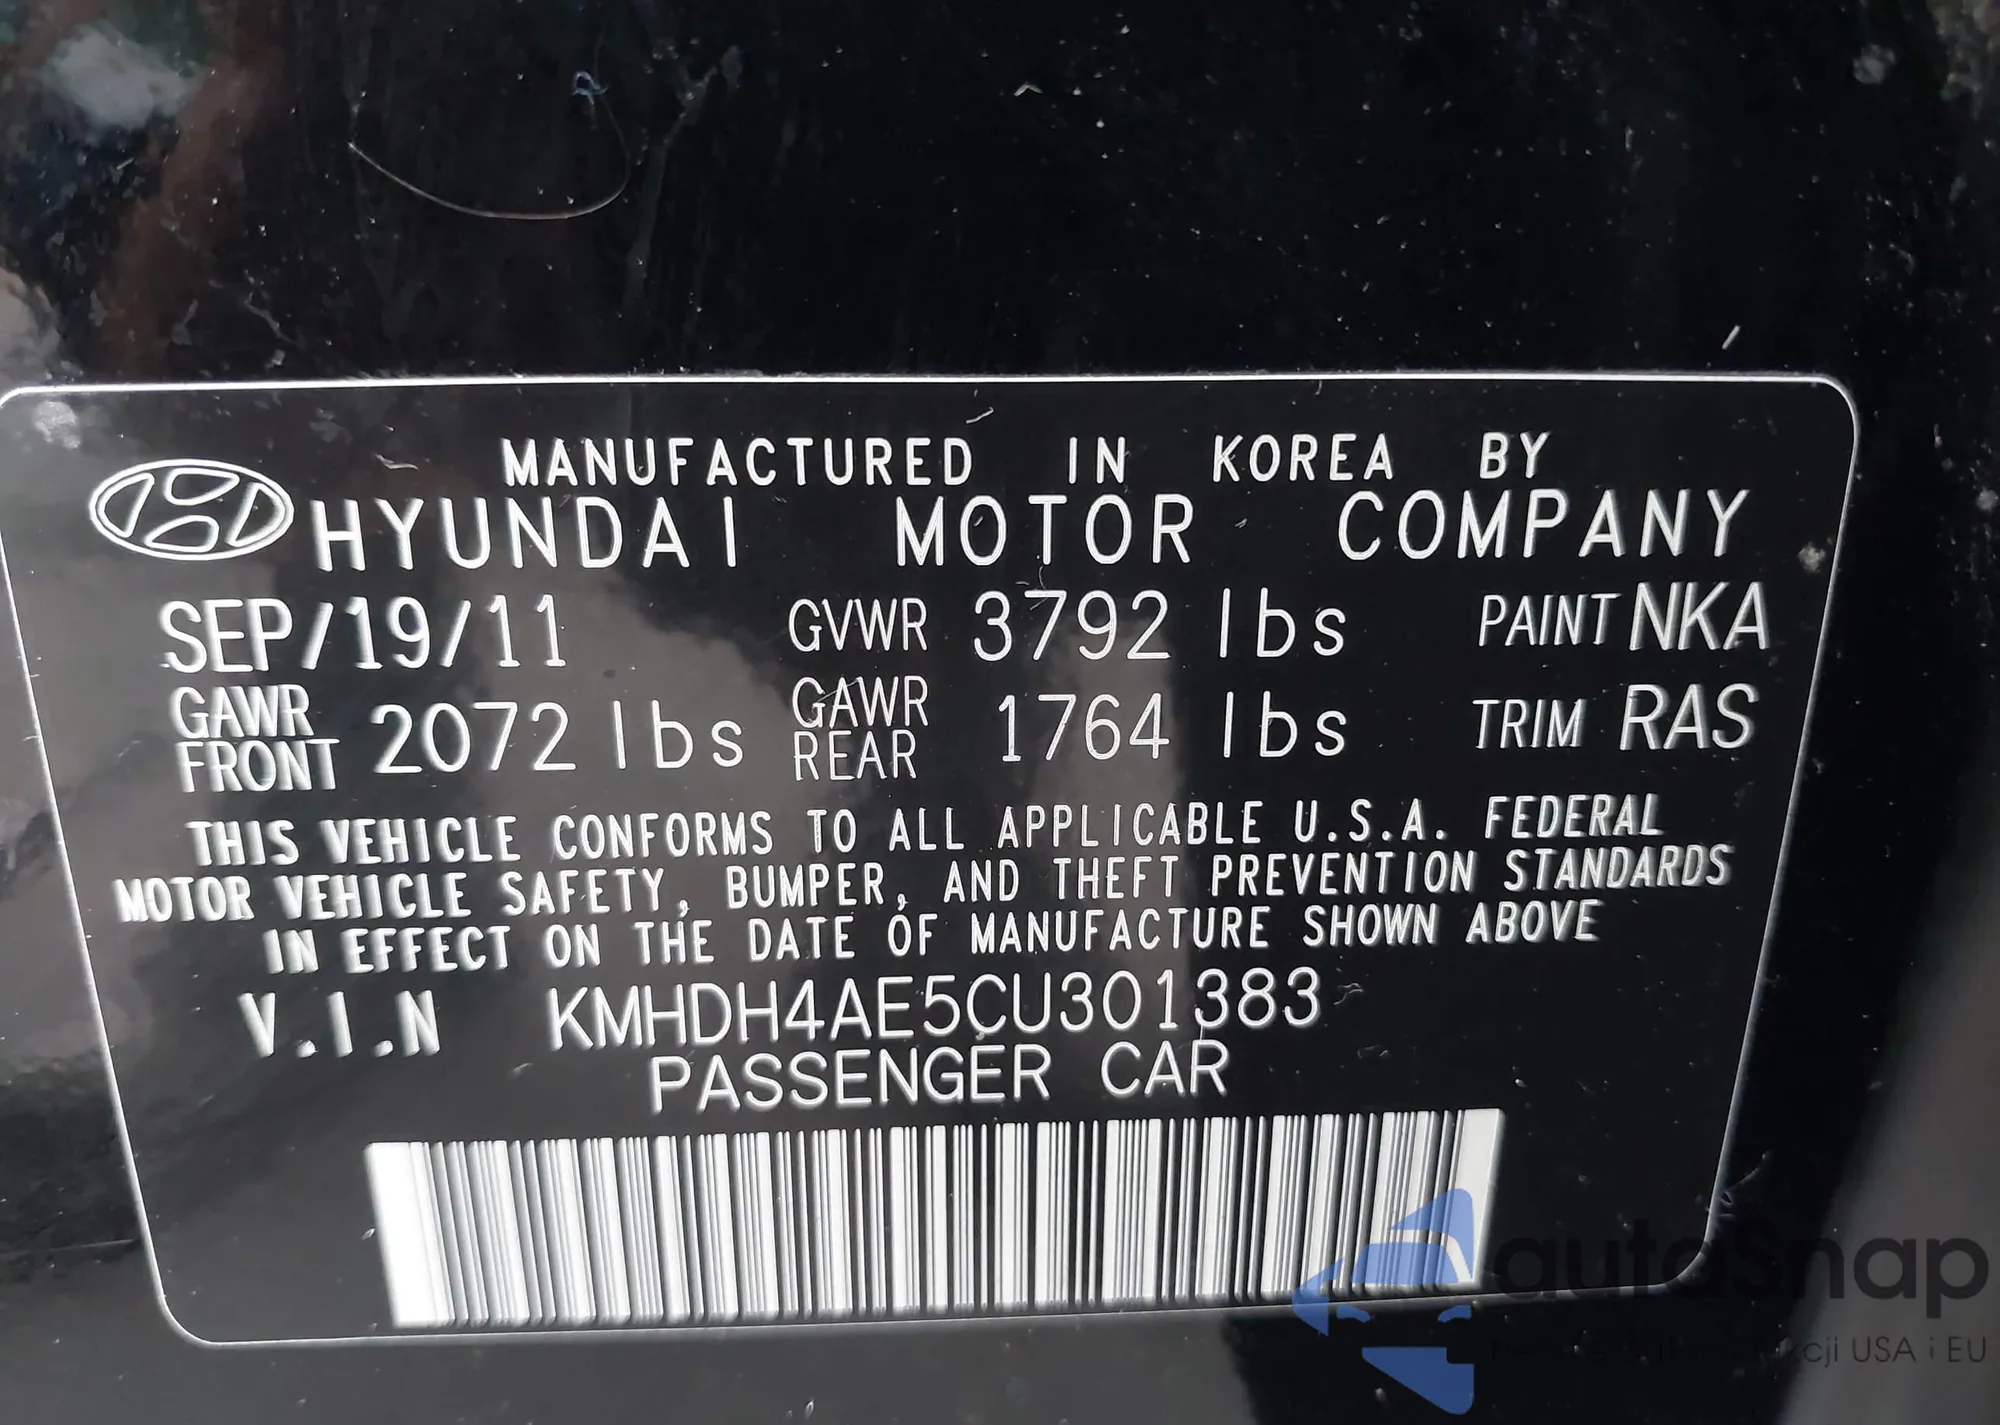 MANUFACTURED IN KOREA BY
HYUNDAI MOTOR COMPANY
SEP/19/11 GVWR 3792 lbs PAINT NKA
GAWR FRONT 2072 lbs GAWR REAR 1764 lbs TRIM RAS
THIS VEHICLE CONFORMS TO ALL APPLICABLE U.S.A. FEDERAL
MOTOR VEHICLE SAFETY, BUMPER, AND THEFT PREVENTION STANDARDS
IN EFFECT ON THE DATE OF MANUFACTURE SHOWN ABOVE
V.I.N KMHDH4AE5CU301383
PASSENGER CAR
autoSnap
USA i EU